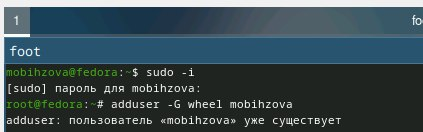 1 fo
foot
mobihzova@fedora:~$ sudo -i
[sudo] пароль для mobihzova:
root@fedora:~# adduser -G wheel mobihzova
adduser: пользователь «mobihzova» уже существует